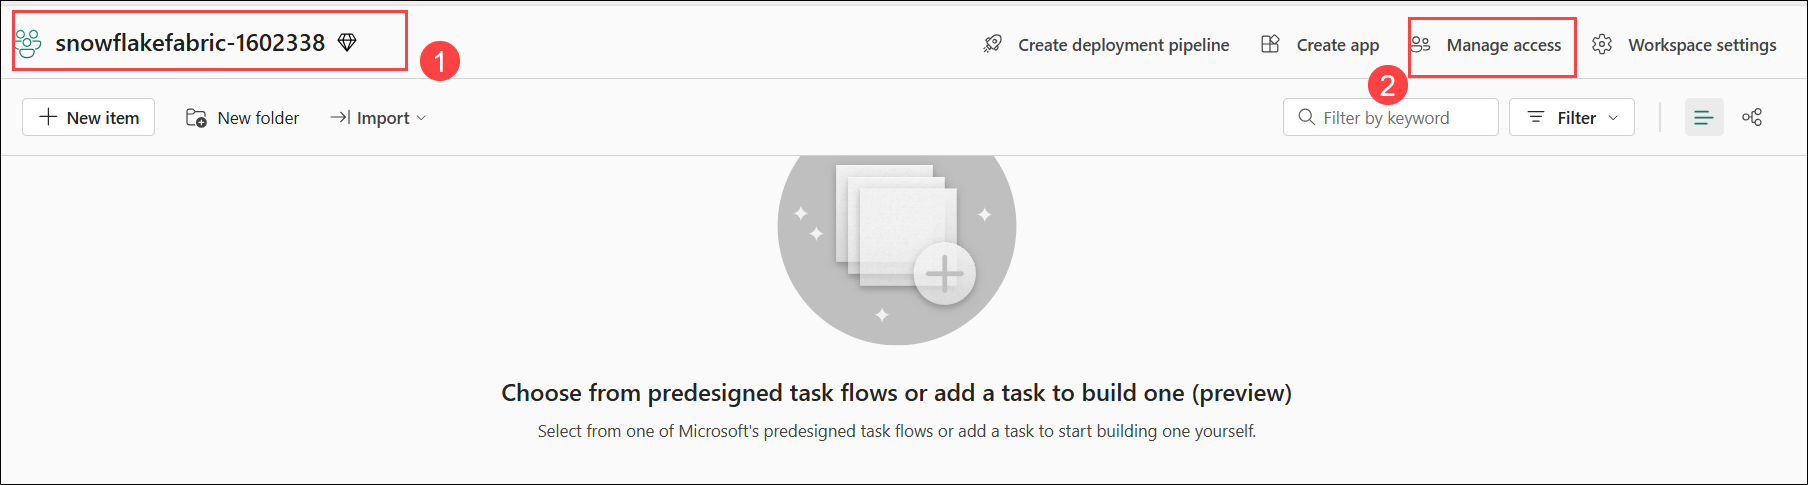 snowflakefabric-1602338
1
Create deployment pipeline
Create app
Manage access
Workspace settings
2
New item
New folder
Import
Filter by keyword
Filter
Choose from predesigned task flows or add a task to build one (preview)
Select from one of Microsoft's predesigned task flows or add a task to start building one yourself.